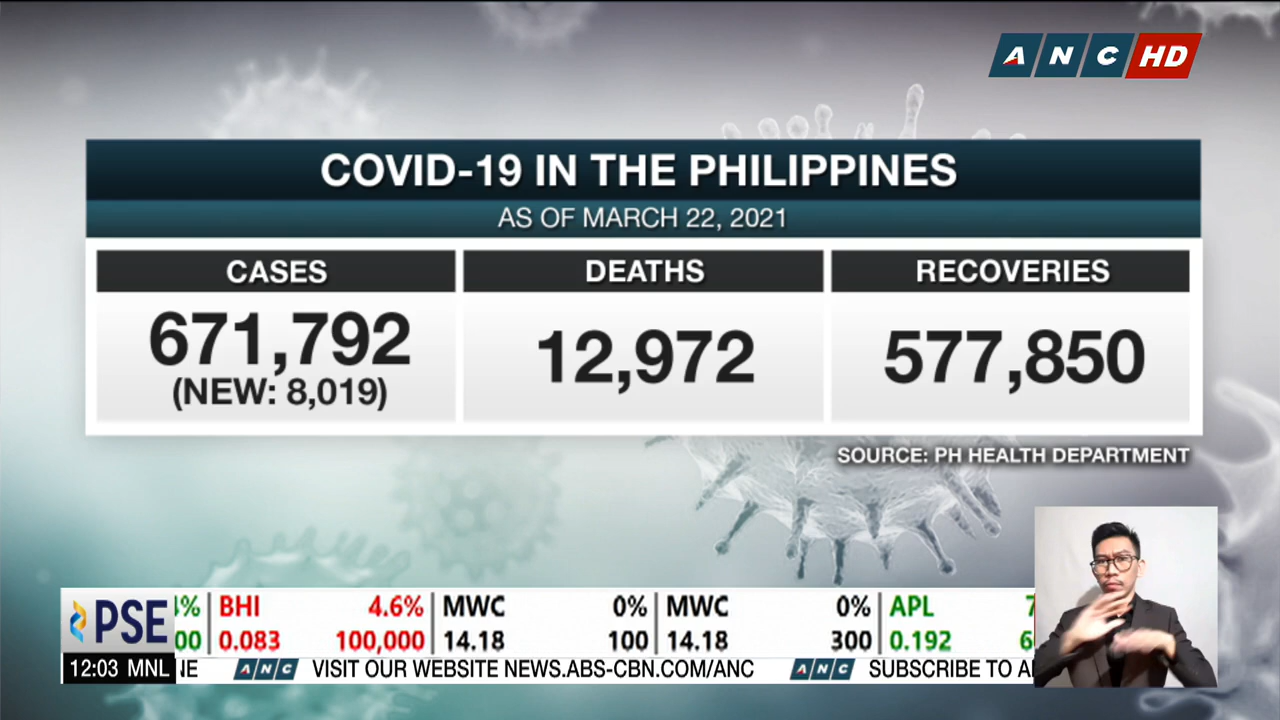 ANC HD
COVID-19 IN THE PHILIPPINES
AS OF MARCH 22, 2021
CASES
671,792
(NEW: 8,019)
DEATHS
12,972
RECOVERIES
577,850
SOURCE: PH HEALTH DEPARTMENT
PSE
BHI 4.6% MWC 0% MWC 0% APL
0.083 100,000 14.18 100 14.18 300 0.192
12:03 MNL ANC VISIT OUR WEBSITE NEWS.ABS-CBN.COM/ANC ANC SUBSCRIBE TO